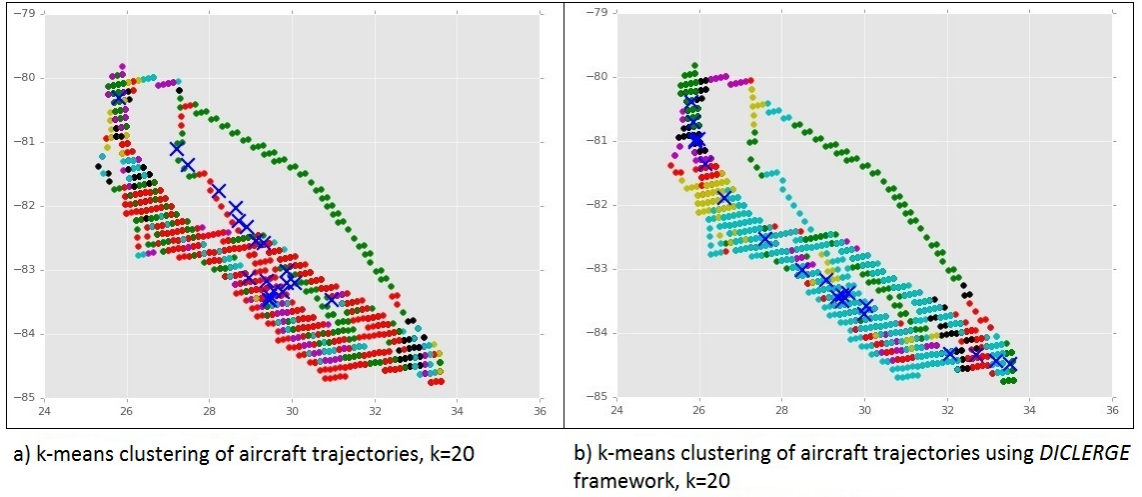 −79
−80
−81
−82
−83
−84
−85
24 26 28 30 32 34 36
−79
−80
−81
−82
−83
−84
−85
24 26 28 30 32 34 36
a) k-means clustering of aircraft trajectories, k=20
b) k-means clustering of aircraft trajectories using DICLERGE
framework, k=20